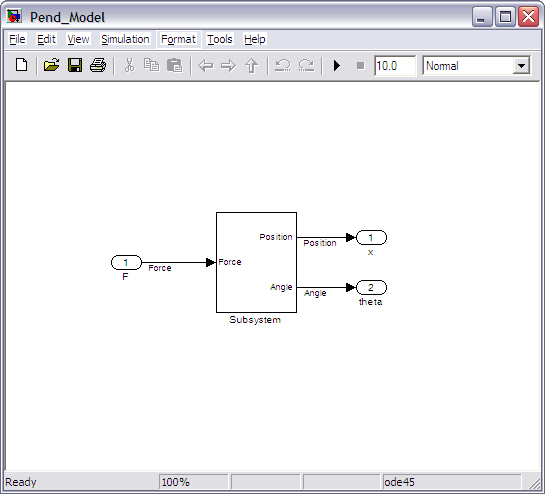 Pend_Model
File Edit View Simulation Format Tools Help
10.0 Normal
Position 1
Position
x
1 Force Force
F
Angle 2
Angle theta
Subsystem
Ready 100% ode45